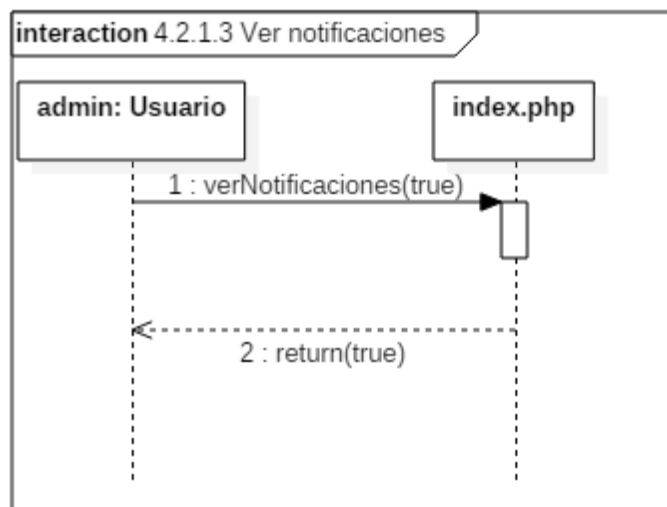 interaction 4.2.1.3 Ver notificaciones
admin: Usuario
index.php
1 : verNotificaciones(true)
2 : return(true)